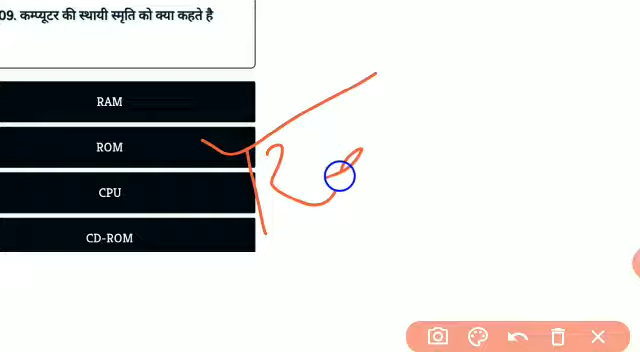 09. कम्प्यूटर की स्थायी स्मृति को क्या कहते है
RAM
ROM
CPU
CD-ROM